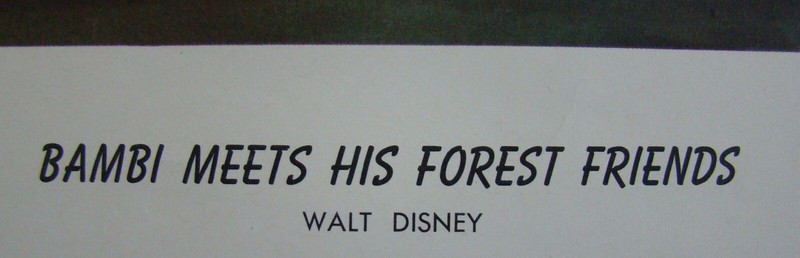 BAMBI MEETS HIS FOREST FRIENDS
WALT DISNEY